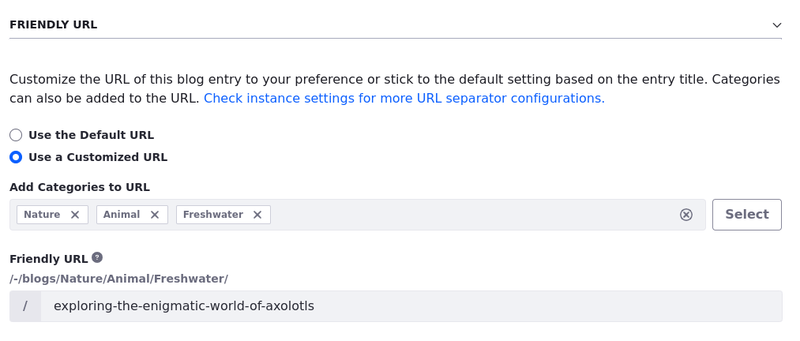 FRIENDLY URL
Customize the URL of this blog entry to your preference or stick to the default setting based on the entry title. Categories
can also be added to the URL. Check instance settings for more URL separator configurations.
Use the Default URL
Use a Customized URL
Add Categories to URL
Nature Animal Freshwater Select
Friendly URL ?
/-/blogs/Nature/Animal/Freshwater/
/ exploring-the-enigmatic-world-of-axolotls